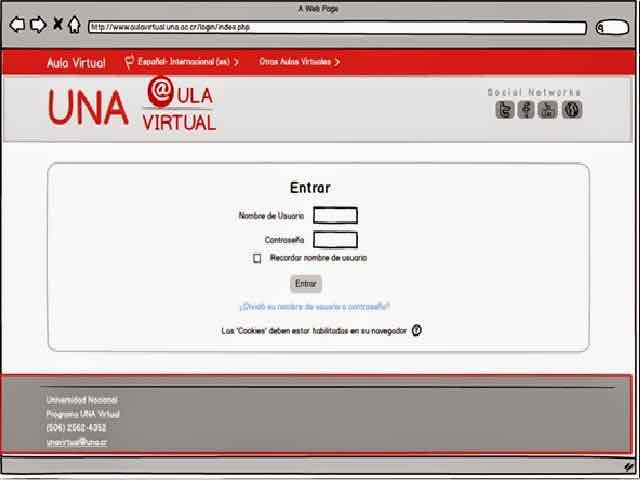 A Web Page
http://www.aulavirtual.una.ac.cr/login/index.php
Aula Virtual Español- Internacional (es) Otras Aulas Virtuales
UNA @ULA VIRTUAL
Social Networks
Entrar
Nombre de Usuario
Contraseña
Recordar nombre de usuario
Entrar
¿Olvidó su nombre de usuario o contraseña?
Las 'Cookies' deben estar habilitadas en su navegador ?
Universidad Nacional
Programa UNA Virtual
(506) 2562-4352
unavirtual@una.cr